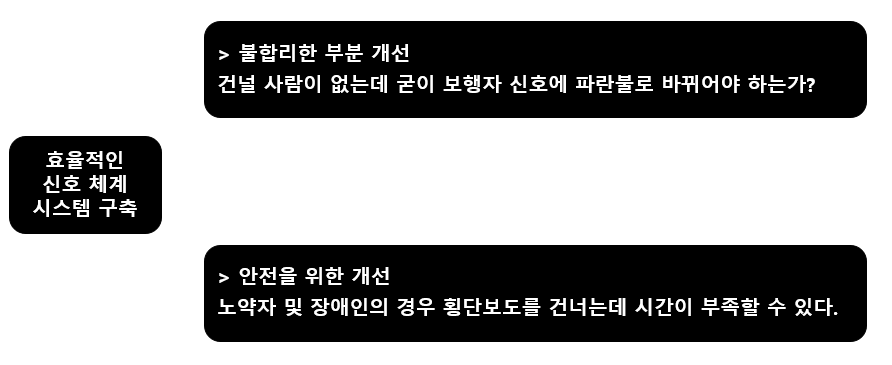 > 불합리한 부분 개선
건널 사람이 없는데 굳이 보행자 신호에 파란불로 바뀌어야 하는가?
효율적인
신호 체계
시스템 구축
> 안전을 위한 개선
노약자 및 장애인의 경우 횡단보도를 건너는데 시간이 부족할 수 있다.